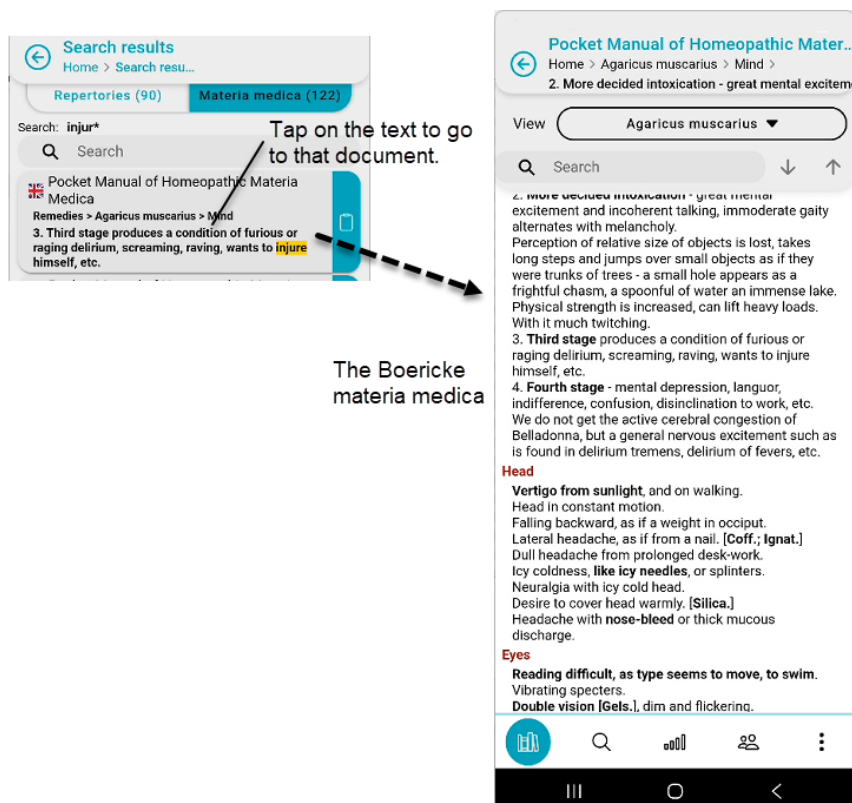 Search results
Home > Search resu...
Repertories (90)
Materia medica (122)
Search: injur*
Search
Pocket Manual of Homeopathic Materia
Medica
Remedies > Agaricus muscarius > Mind
3. Third stage produces a condition of furious or
raging delirium, screaming, raving, wants to injure
himself, etc.
Tap on the text to go
to that document.
The Boericke
materia medica
Pocket Manual of Homeopathic Mater...
Home > Agaricus muscarius > Mind >
2. More decided intoxication - great mental excitem
View
Agaricus muscarius
Search
2. More decided intoxication - great mental
excitement and incoherent talking, immoderate gaity
alternates with melancholy.
Perception of relative size of objects is lost, takes
long steps and jumps over small objects as if they
were trunks of trees - a small hole appears as a
frightful chasm, a spoonful of water an immense lake.
Physical strength is increased, can lift heavy loads.
With it much twitching.
3. Third stage produces a condition of furious or
raging delirium, screaming, raving, wants to injure
himself, etc.
4. Fourth stage - mental depression, languor,
indifference, confusion, disinclination to work, etc.
We do not get the active cerebral congestion of
Belladonna, but a general nervous excitement such as
is found in delirium tremens, delirium of fevers, etc.
Head
Vertigo from sunlight, and on walking.
Head in constant motion.
Falling backward, as if a weight in occiput.
Lateral headache, as if from a nail. [Coff.; Ignat.]
Dull headache from prolonged desk-work.
Icy coldness, like icy needles, or splinters.
Neuralgia with icy cold head.
Desire to cover head warmly. [Silica.]
Headache with nose-bleed or thick mucous
discharge.
Eyes
Reading difficult, as type seems to move, to swim.
Vibrating specters.
Double vision [Gels.], dim and flickering.